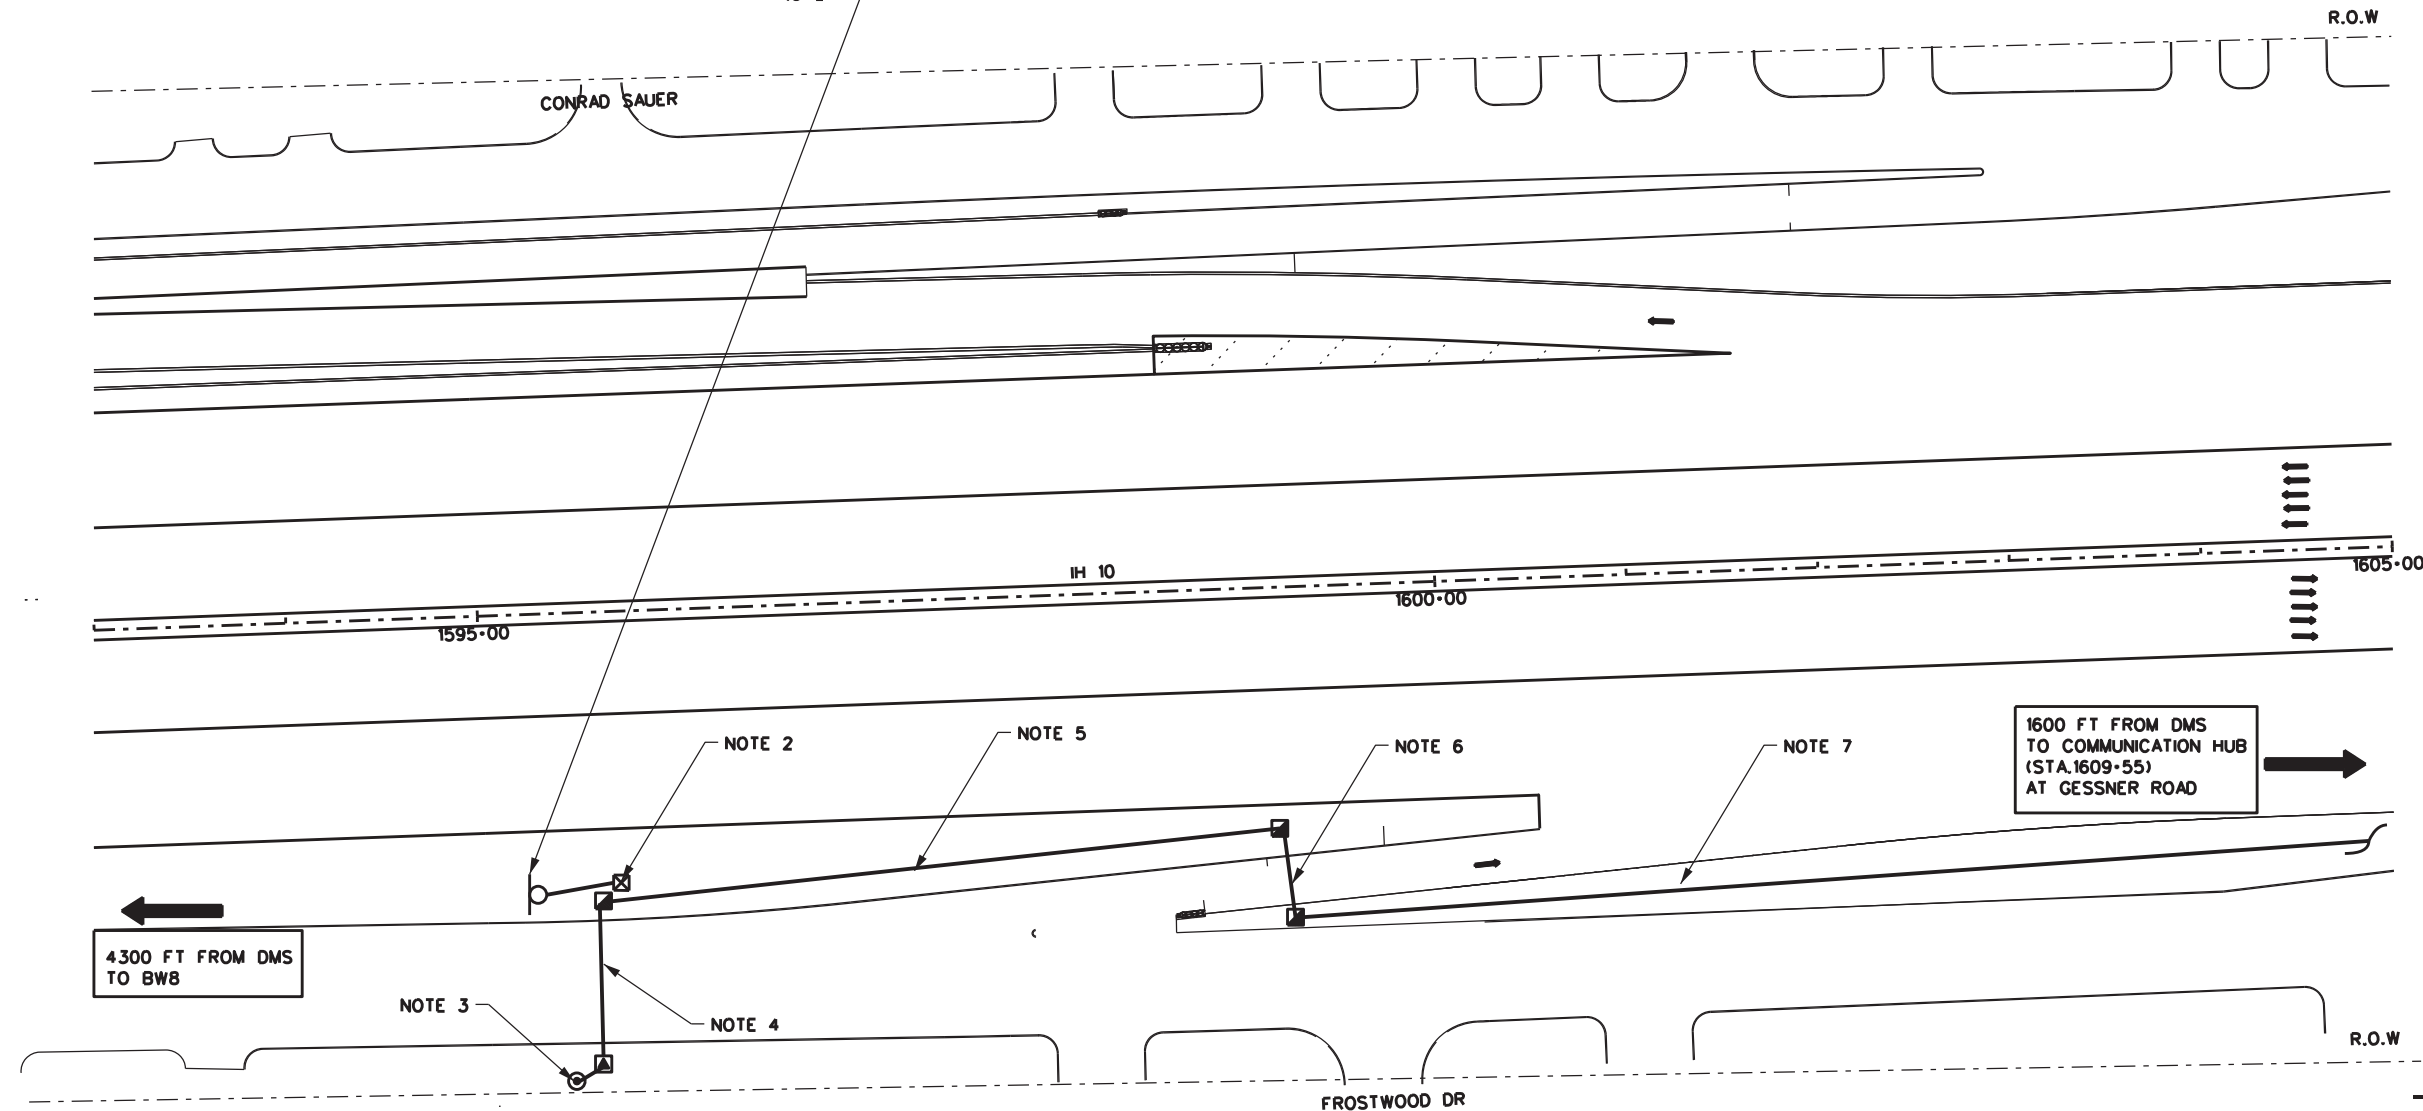 R.O.W
CONRAD SAUER
IH 10
1605+00
1600+00
1595+00
NOTE 2
NOTE 5
NOTE 6
NOTE 7
1600 FT FROM DMS
TO COMMUNICATION HUB
(STA.1609+55)
AT GESSNER ROAD
4300 FT FROM DMS
TO BW8
NOTE 3
NOTE 4
R.O.W
FROSTWOOD DR